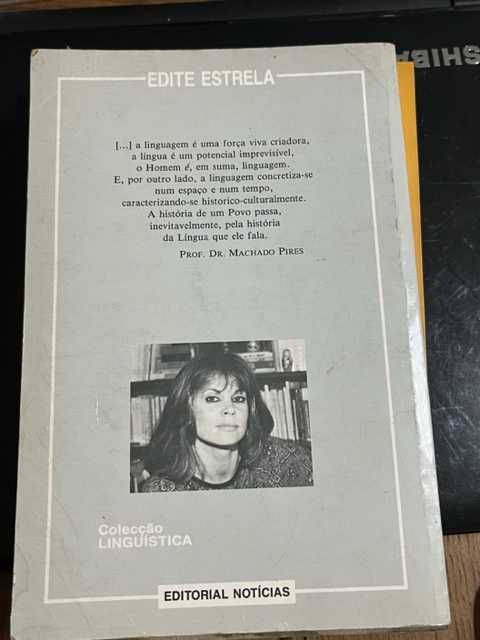 EDITE ESTRELA
SHIBA
[...] a linguagem é uma força viva criadora,
a língua é um potencial imprevisível,
o Homem é, em suma, linguagem.
E, por outro lado, a linguagem concretiza-se
num espaço e num tempo,
caracterizando-se historico-culturalmente.
A história de um Povo passa,
inevitavelmente, pela história
da Língua que ele fala.
PROF. DR. MACHADO PIRES
Colecção
LINGUÍSTICA
EDITORIAL NOTÍCIAS